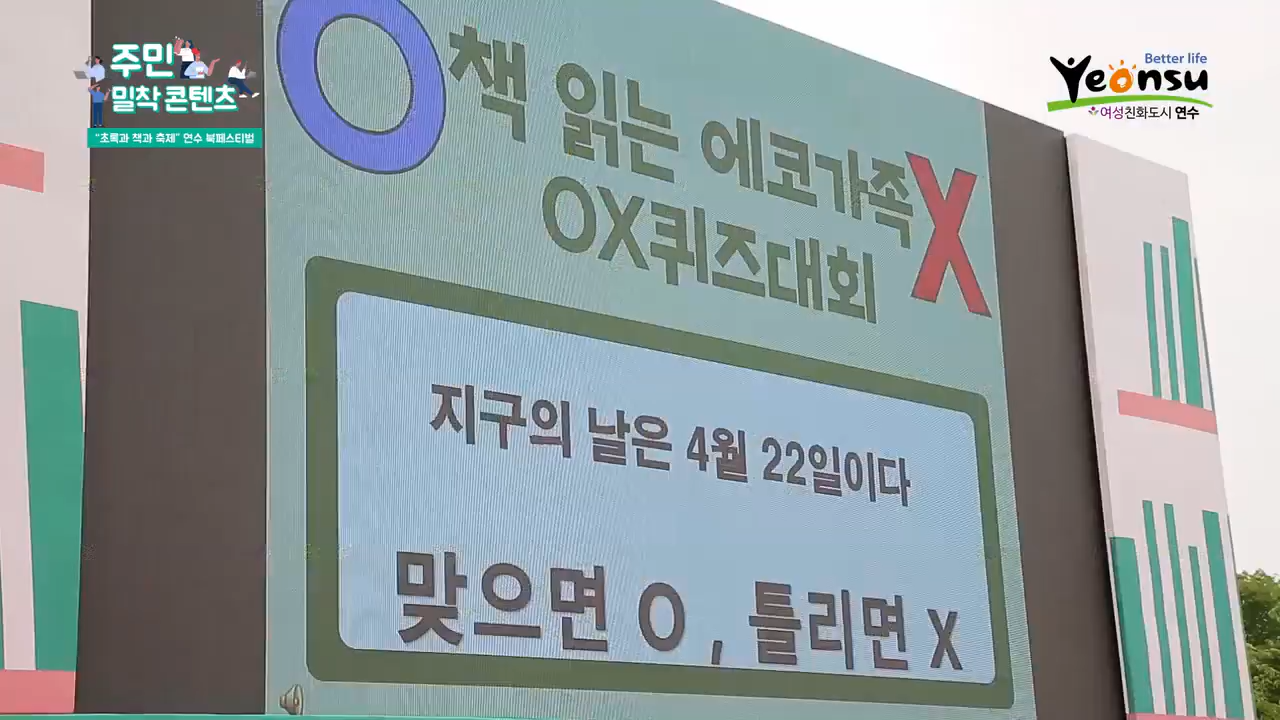 주민
밀착 콘텐츠
"초록과 책과 축제" 연수 북페스티벌
Better life
Yeonsu
여성친화도시 연수
O 책 읽는 에코가족 X
OX퀴즈대회
지구의 날은 4월 22일이다
맞으면 O , 틀리면 X